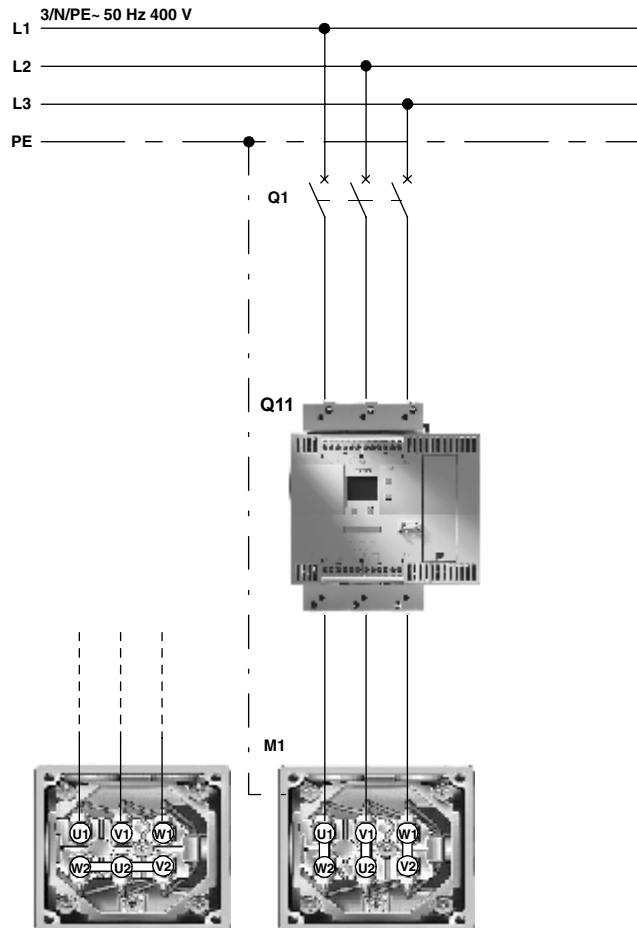 3/N/PE~ 50 Hz 400 V
L1
L2
L3
PE
Q1
Q11
M1
U1 V1 W1
W2 U2 V2
U1 V1 W1
W2 U2 V2